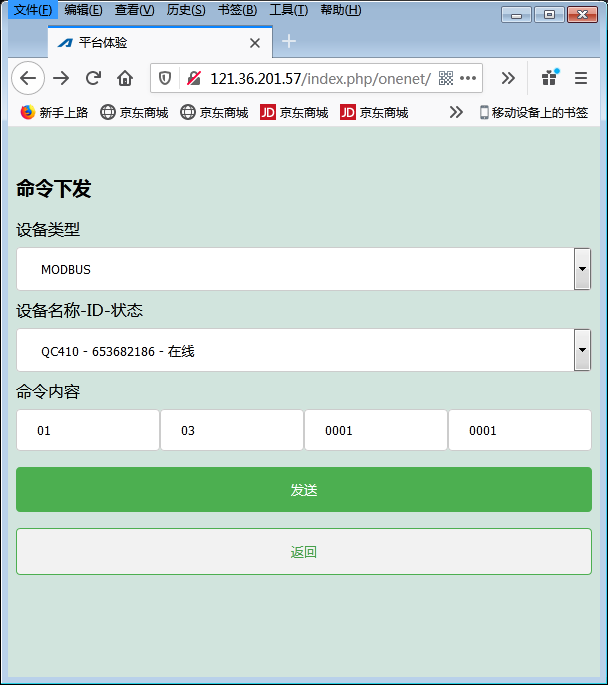 文件(F) 编辑(E) 查看(V) 历史(S) 书签(B) 工具(T) 帮助(H)
平台体验
121.36.201.57/index.php/onenet/
新手上路 京东商城 京东商城 JD 京东商城 JD 京东商城 移动设备上的书签
命令下发
设备类型
MODBUS
设备名称-ID-状态
QC410 - 653682186 - 在线
命令内容
01 03 0001 0001
发送
返回